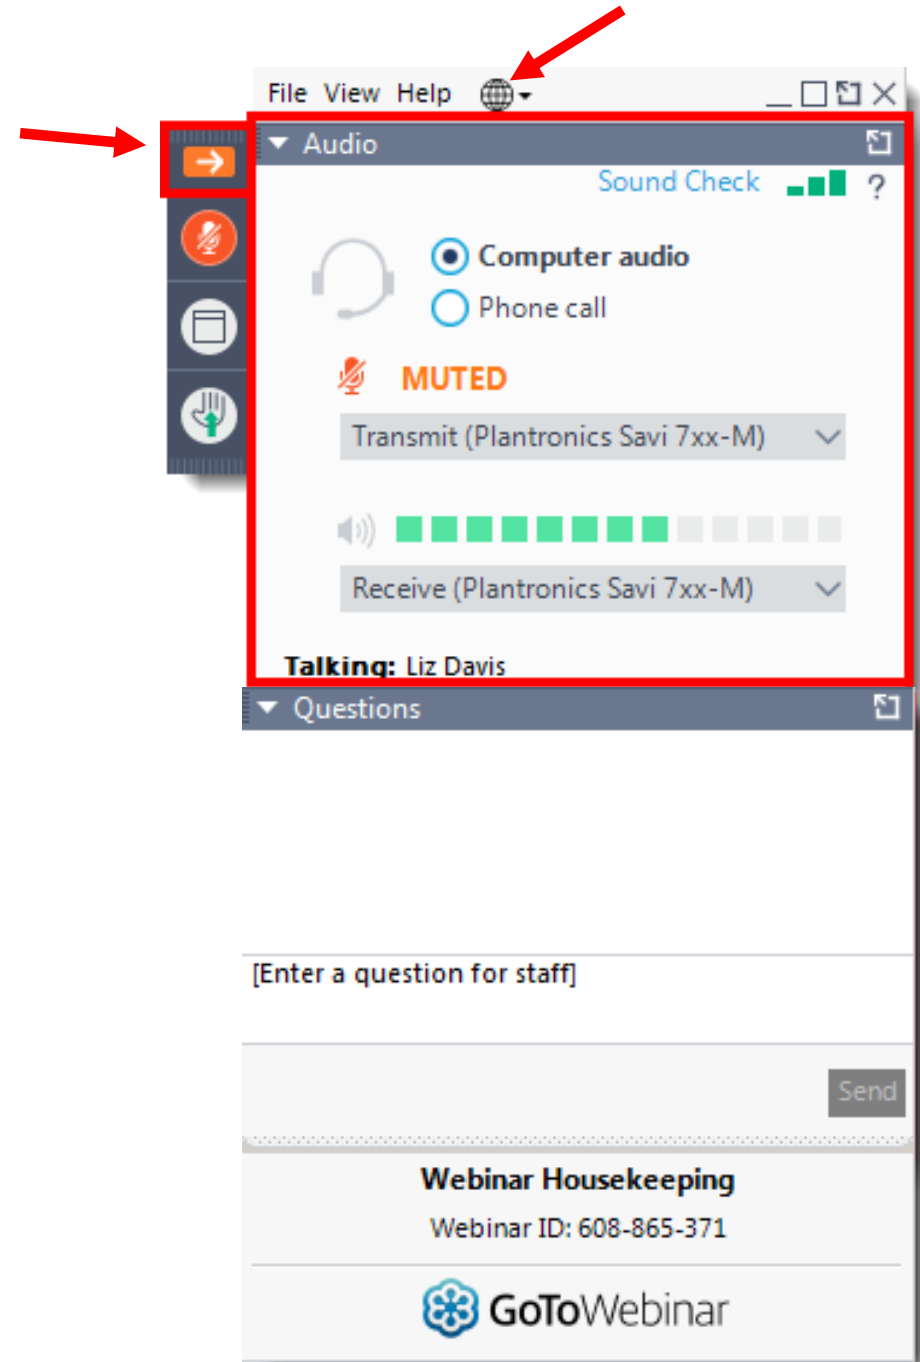 File View Help
Audio
Sound Check ?
Computer audio
Phone call
MUTED
Transmit (Plantronics Savi 7xx-M)
Receive (Plantronics Savi 7xx-M)
Talking: Liz Davis
Questions
[Enter a question for staff]
Send
Webinar Housekeeping
Webinar ID: 608-865-371
GoToWebinar